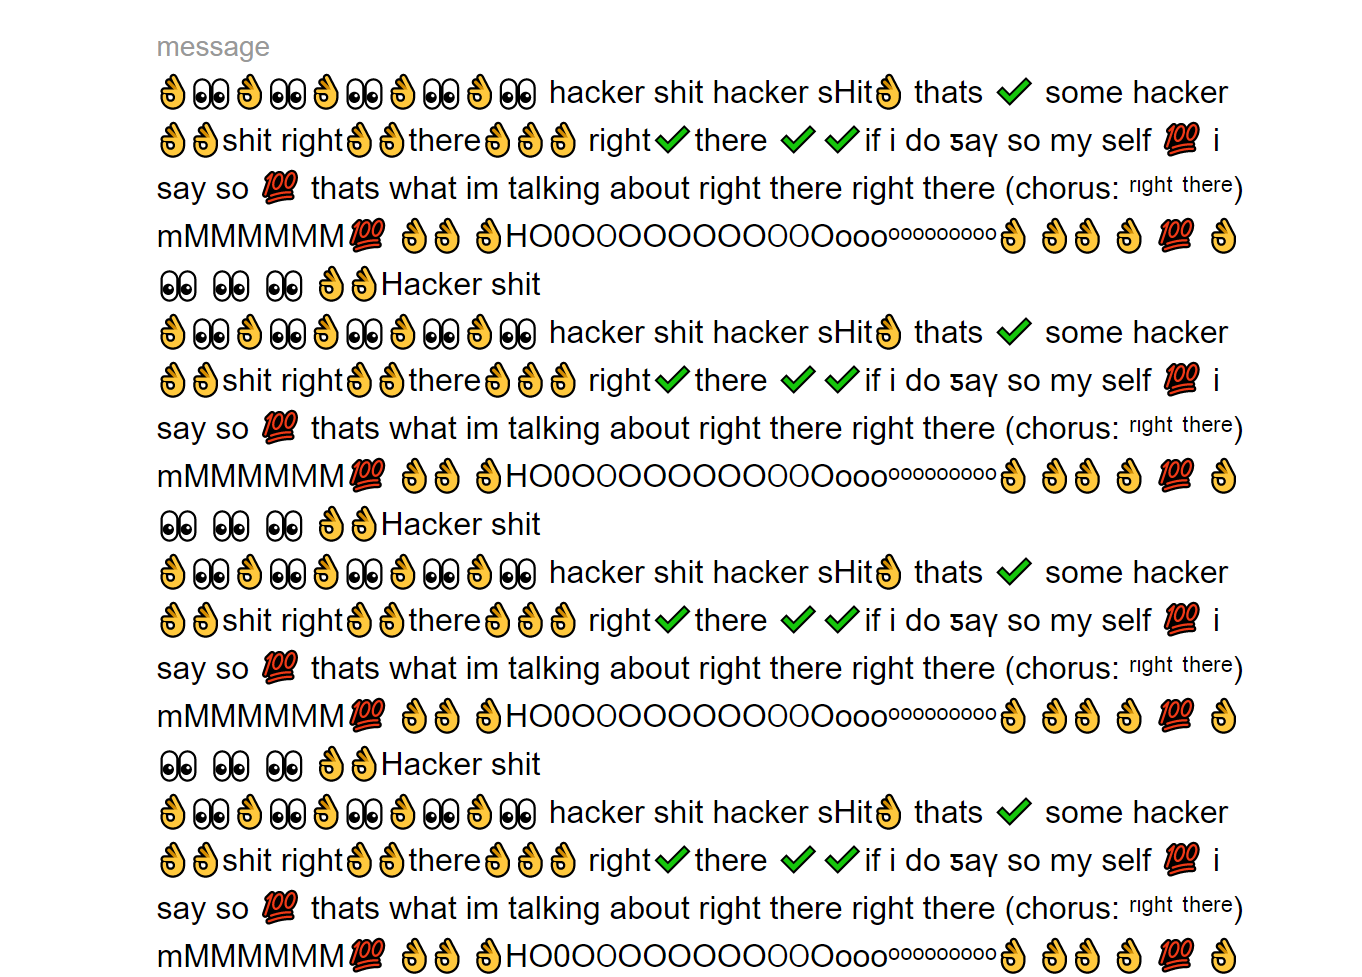 message
👌👀👌👀👌👀👌👀👌👀 hacker shit hacker sHit👌 thats ✔ some hacker
👌👌shit right👌👌there👌👌👌 right✔there ✔ ✔if i do ƽaү so my self 💯 i
say so 💯 thats what im talking about right there right there (chorus: ʳᶦᵍʰᵗ ᵗʰᵉʳᵉ)
mMMMMᎷМ💯 👌👌 👌HO0ОଠOOOOOОଠଠOoooᵒᵒᵒᵒᵒᵒᵒᵒᵒ👌 👌👌 👌 💯 👌
👀 👀 👀 👌👌Hacker shit
👌👀👌👀👌👀👌👀👌👀 hacker shit hacker sHit👌 thats ✔ some hacker
👌👌shit right👌👌there👌👌👌 right✔there ✔ ✔if i do ƽaү so my self 💯 i
say so 💯 thats what im talking about right there right there (chorus: ʳᶦᵍʰᵗ ᵗʰᵉʳᵉ)
mMMMMᎷМ💯 👌👌 👌HO0ОଠOOOOOОଠଠOoooᵒᵒᵒᵒᵒᵒᵒᵒᵒ👌 👌👌 👌 💯 👌
👀 👀 👀 👌👌Hacker shit
👌👀👌👀👌👀👌👀👌👀 hacker shit hacker sHit👌 thats ✔ some hacker
👌👌shit right👌👌there👌👌👌 right✔there ✔ ✔if i do ƽaү so my self 💯 i
say so 💯 thats what im talking about right there right there (chorus: ʳᶦᵍʰᵗ ᵗʰᵉʳᵉ)
mMMMMᎷМ💯 👌👌 👌HO0ОଠOOOOOОଠଠOoooᵒᵒᵒᵒᵒᵒᵒᵒᵒ👌 👌👌 👌 💯 👌
👀 👀 👀 👌👌Hacker shit
👌👀👌👀👌👀👌👀👌👀 hacker shit hacker sHit👌 thats ✔ some hacker
👌👌shit right👌👌there👌👌👌 right✔there ✔ ✔if i do ƽaү so my self 💯 i
say so 💯 thats what im talking about right there right there (chorus: ʳᶦᵍʰᵗ ᵗʰᵉʳᵉ)
mMMMMᎷМ💯 👌👌 👌HO0ОଠOOOOOОଠଠOoooᵒᵒᵒᵒᵒᵒᵒᵒᵒ👌 👌👌 👌 💯 👌